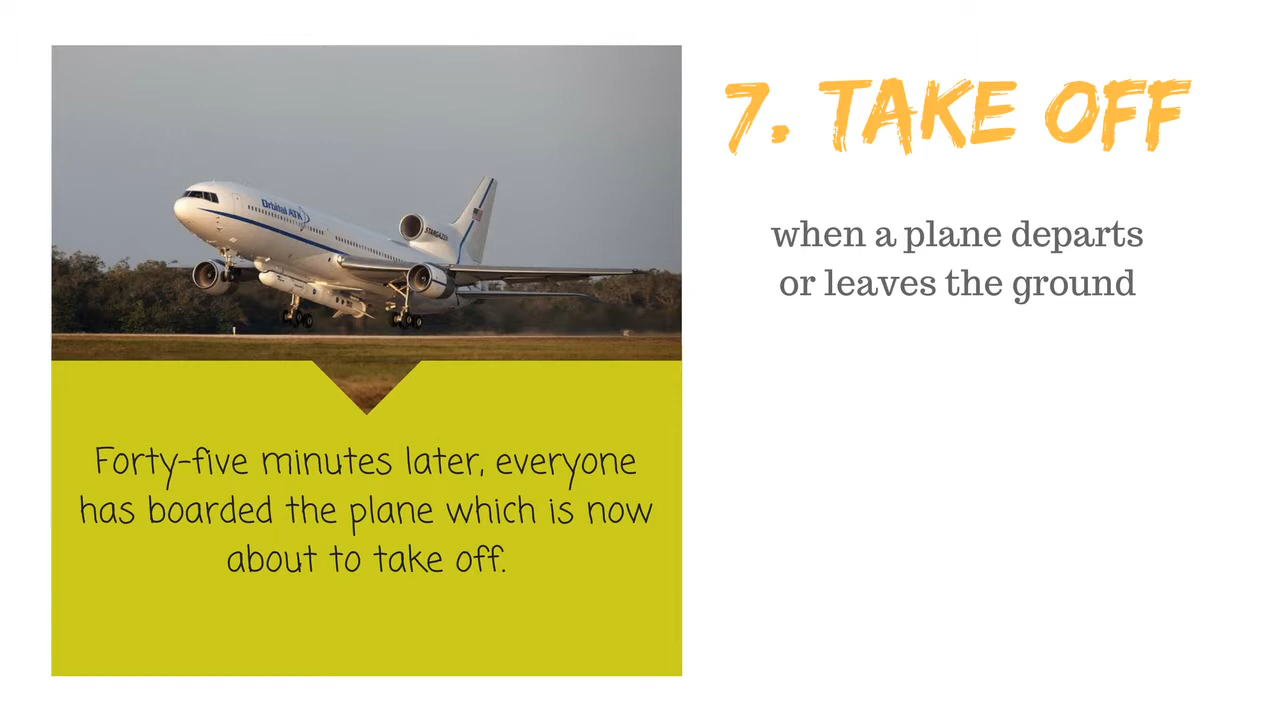 7. TAKE OFF
when a plane departs
or leaves the ground
Orbital ATK
STARGAZER
Forty-five minutes later, everyone
has boarded the plane which is now
about to take off.